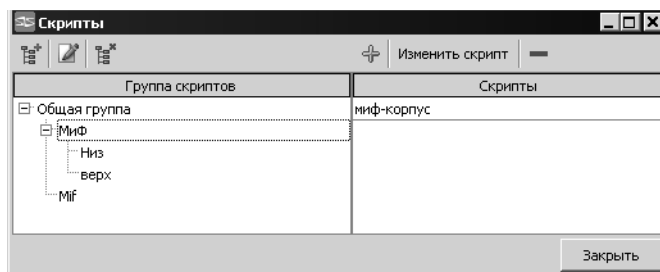 Скрипты
Изменить скрипт
Группа скриптов
Скрипты
Общая группа
миф-корпус
МиФ
Низ
верх
Mif
Закрыть